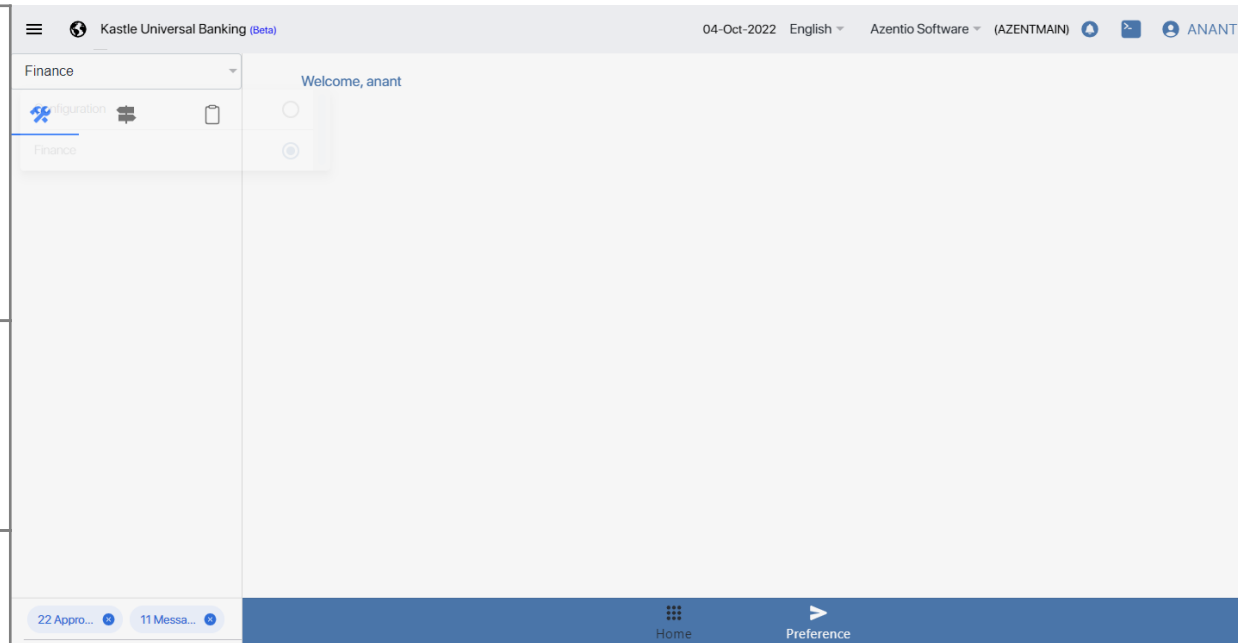 Kastle Universal Banking (Beta) 04-Oct-2022 English Azentio Software (AZENTMAIN) ANANT
Finance
Welcome, anant
Configuration
Finance
22 Appro... 11 Messa...
Home Preference